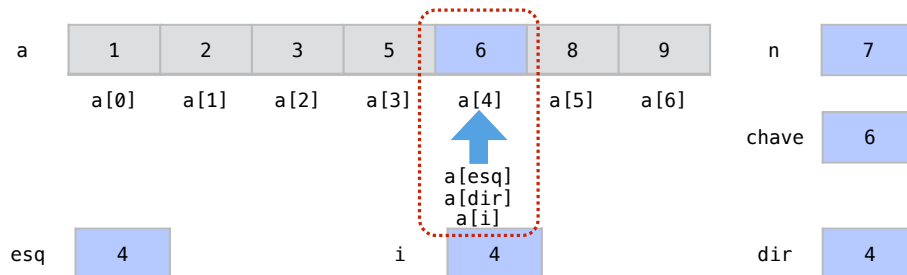 a 1 2 3 5 6 8 9 n 7
a[0] a[1] a[2] a[3] a[4] a[5] a[6]
chave 6
a[esq]
a[dir]
a[i]
esq 4 i 4 dir 4